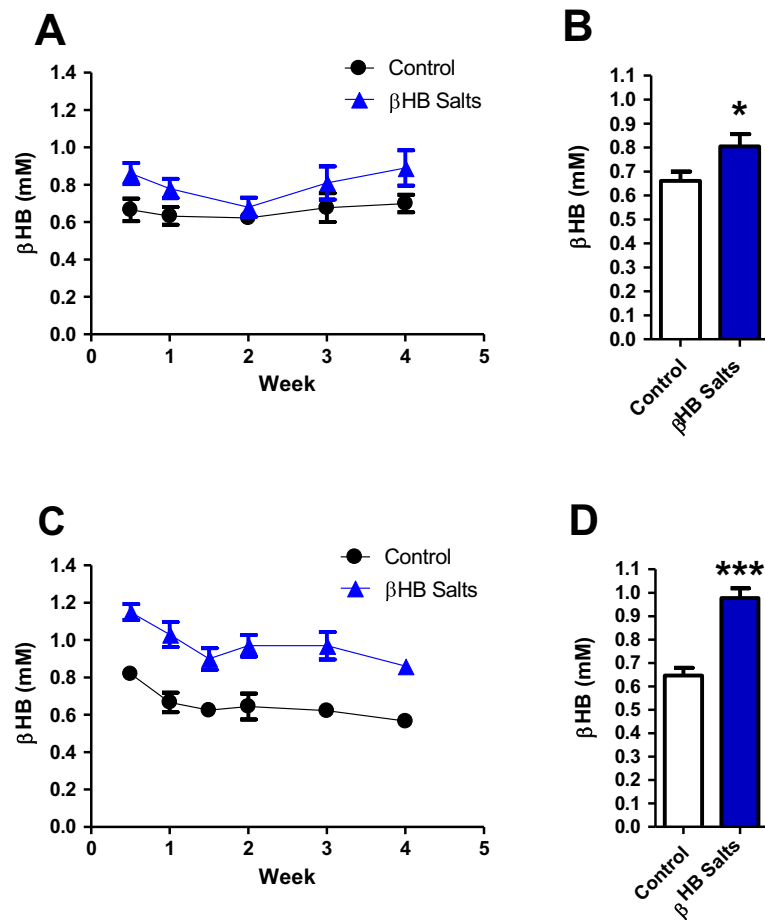 A
Control
βHB Salts
1.4
1.2
1.0
0.8
0.6
0.4
0.2
0.0
β HB (mM)
0 1 2 3 4 5
Week
B
1.1
1.0
0.9
0.8
0.7
0.6
0.5
0.4
0.3
0.2
0.1
0.0
β HB (mM)
*
Control
βHB Salts
C
Control
βHB Salts
1.4
1.2
1.0
0.8
0.6
0.4
0.2
0.0
β HB (mM)
0 1 2 3 4 5
Week
D
1.1
1.0
0.9
0.8
0.7
0.6
0.5
0.4
0.3
0.2
0.1
0.0
β HB (mM)
***
Control
β HB Salts